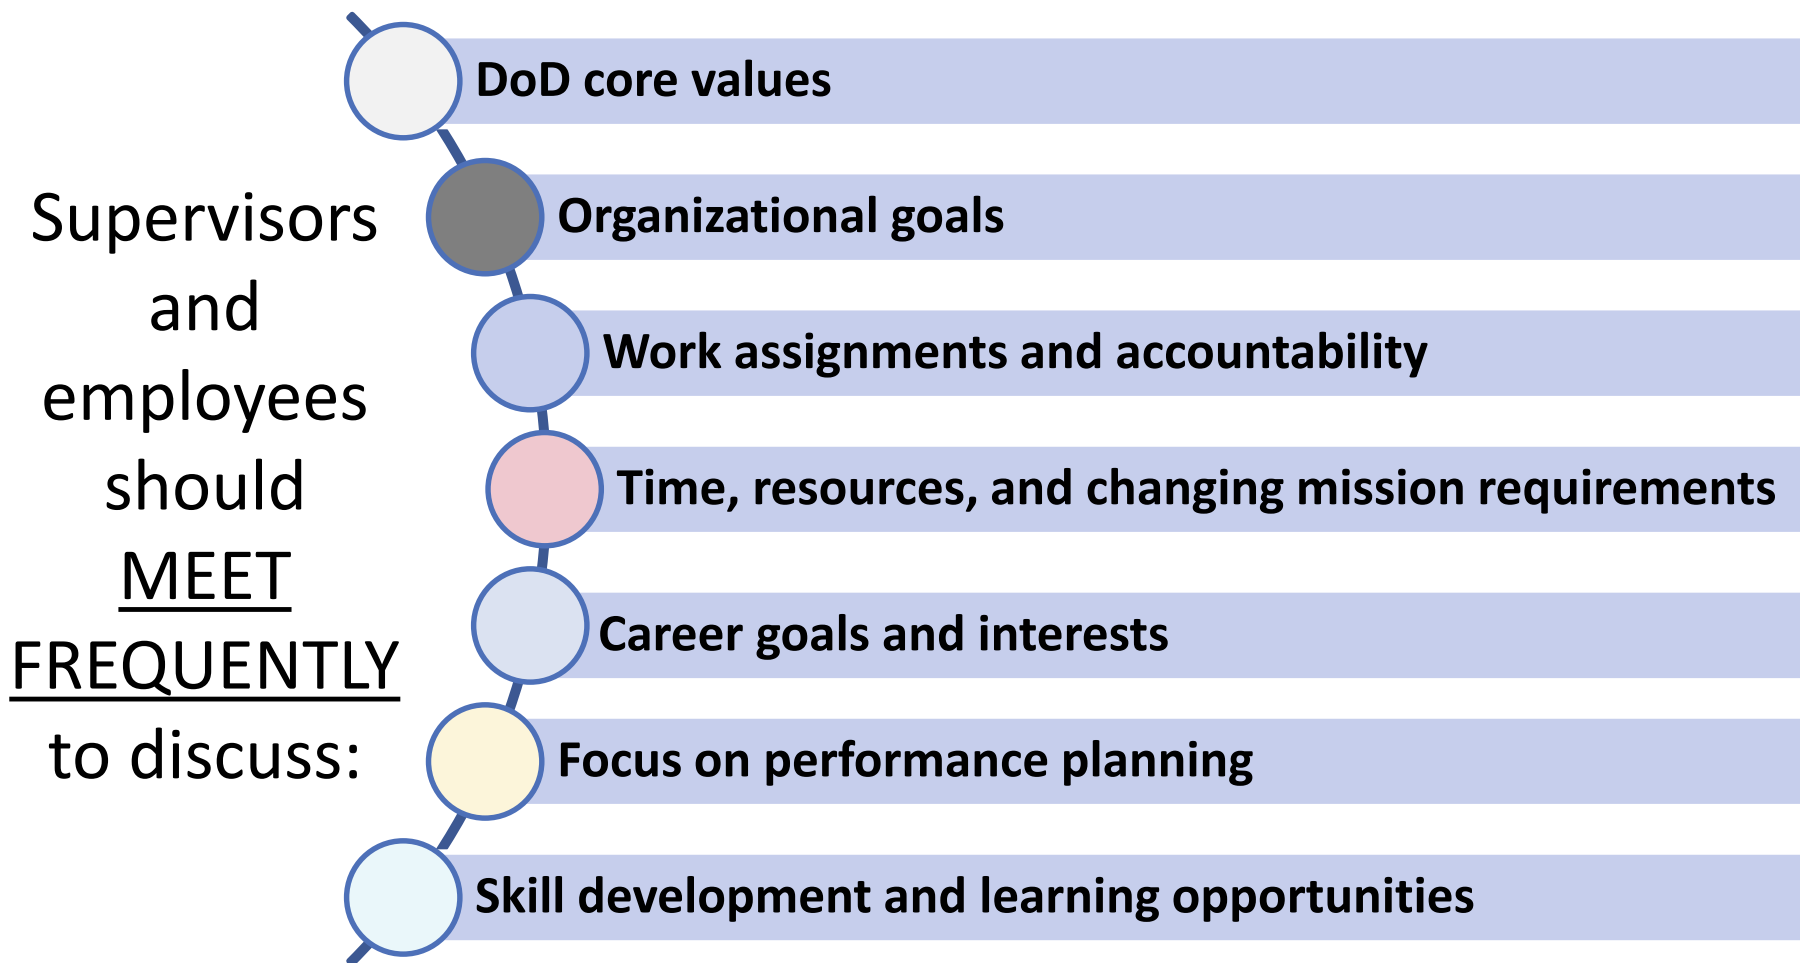 Supervisors
and
employees
should
MEET
FREQUENTLY
to discuss:
DoD core values
Organizational goals
Work assignments and accountability
Time, resources, and changing mission requirements
Career goals and interests
Focus on performance planning
Skill development and learning opportunities